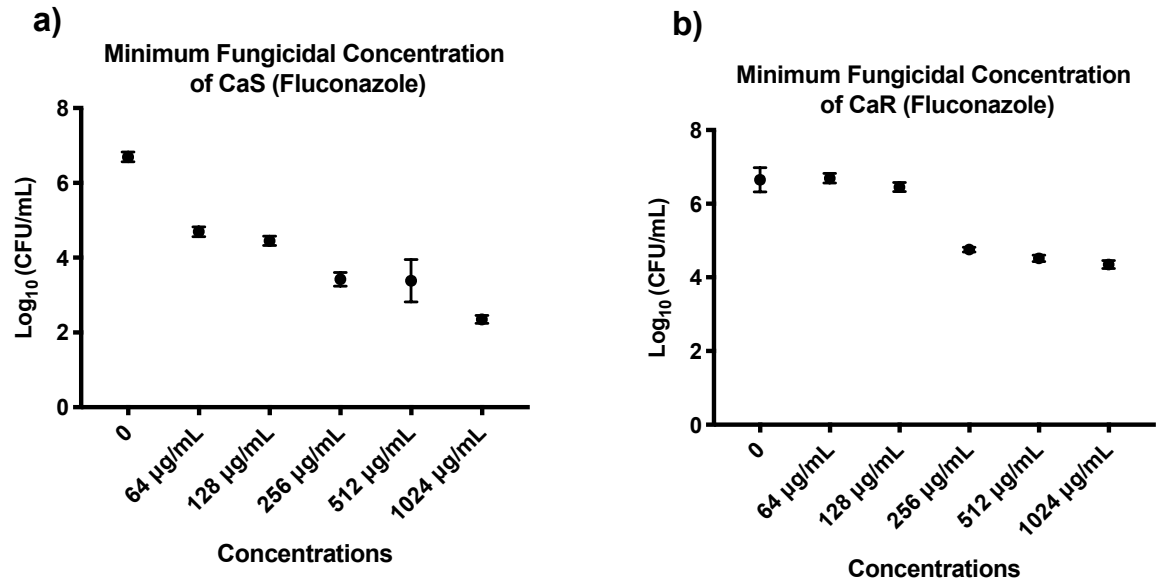 a)
Minimum Fungicidal Concentration
of CaS (Fluconazole)
Log10 (CFU/mL)
8
6
4
2
0
0
64 µg/mL
128 µg/mL
256 µg/mL
512 µg/mL
1024 µg/mL
Concentrations
b)
Minimum Fungicidal Concentration
of CaR (Fluconazole)
Log10 (CFU/mL)
8
6
4
2
0
0
64 µg/mL
128 µg/mL
256 µg/mL
512 µg/mL
1024 µg/mL
Concentrations